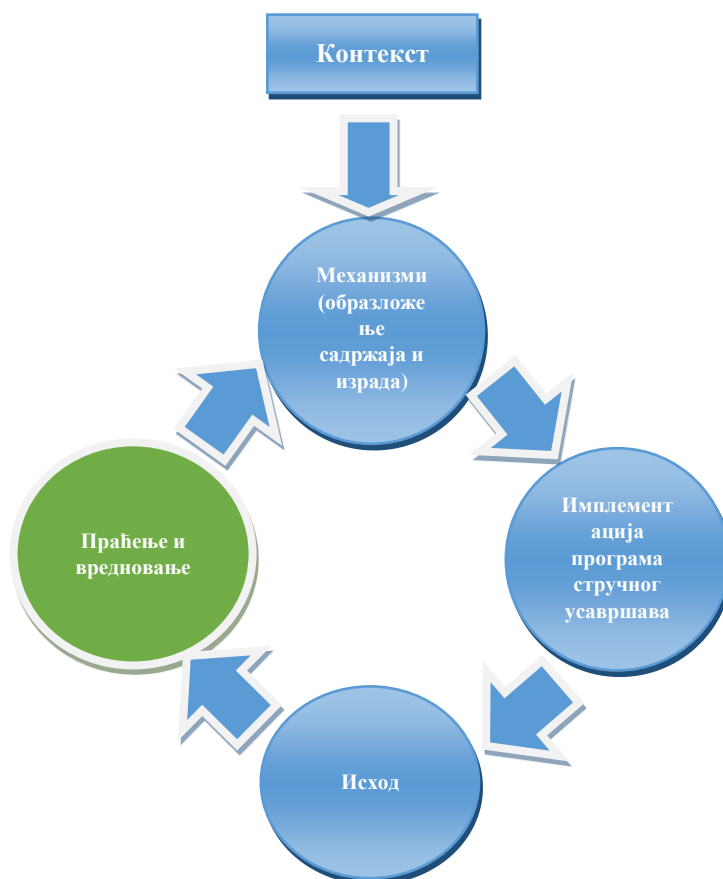 Контекст
Механизми
(образложе
ње
садржаја и
израда)
Имплемент
ација
програма
стручног
усавршава
Праћење и
вредновање
Исход